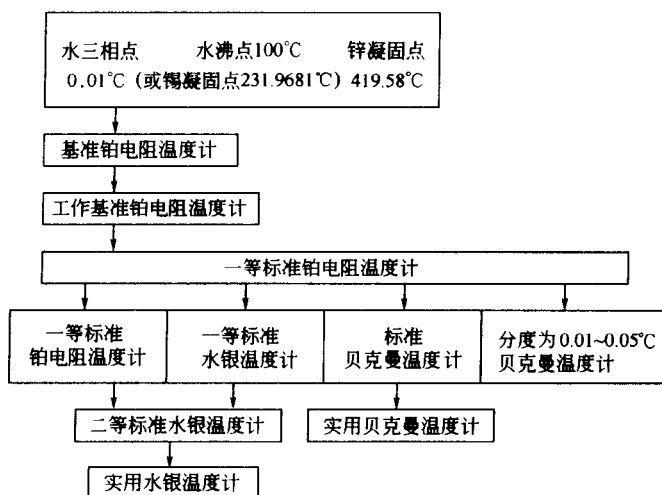 水三相点 水沸点100℃ 锌凝固点
0.01℃ (或锡凝固点231.9681℃) 419.58℃
基准铂电阻温度计
工作基准铂电阻温度计
一等标准铂电阻温度计
一等标准
铂电阻温度计
一等标准
水银温度计
标准
贝克曼温度计
分度为0.01~0.05℃
贝克曼温度计
二等标准水银温度计
实用贝克曼温度计
实用水银温度计